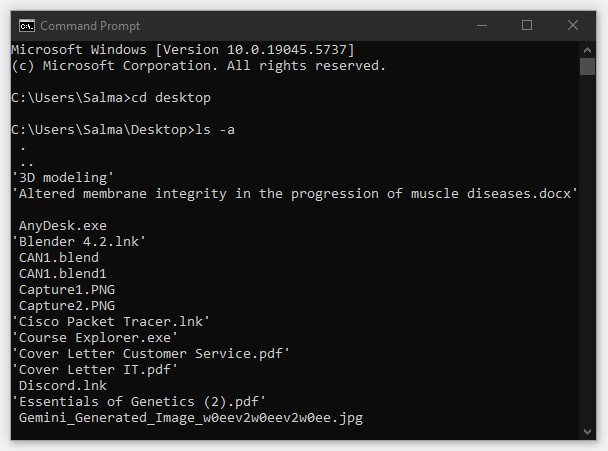 Command Prompt
Microsoft Windows [Version 10.0.19045.5737]
(c) Microsoft Corporation. All rights reserved.
C:\Users\Salma>cd desktop
C:\Users\Salma\Desktop>ls -a
.
..
'3D modeling'
'Altered membrane integrity in the progression of muscle diseases.docx'
AnyDesk.exe
'Blender 4.2.lnk'
CAN1.blend
CAN1.blend1
Capture1.PNG
Capture2.PNG
'Cisco Packet Tracer.lnk'
'Course Explorer.exe'
'Cover Letter Customer Service.pdf'
'Cover Letter IT.pdf'
Discord.lnk
'Essentials of Genetics (2).pdf'
Gemini_Generated_Image_w0eev2w0eev2w0ee.jpg